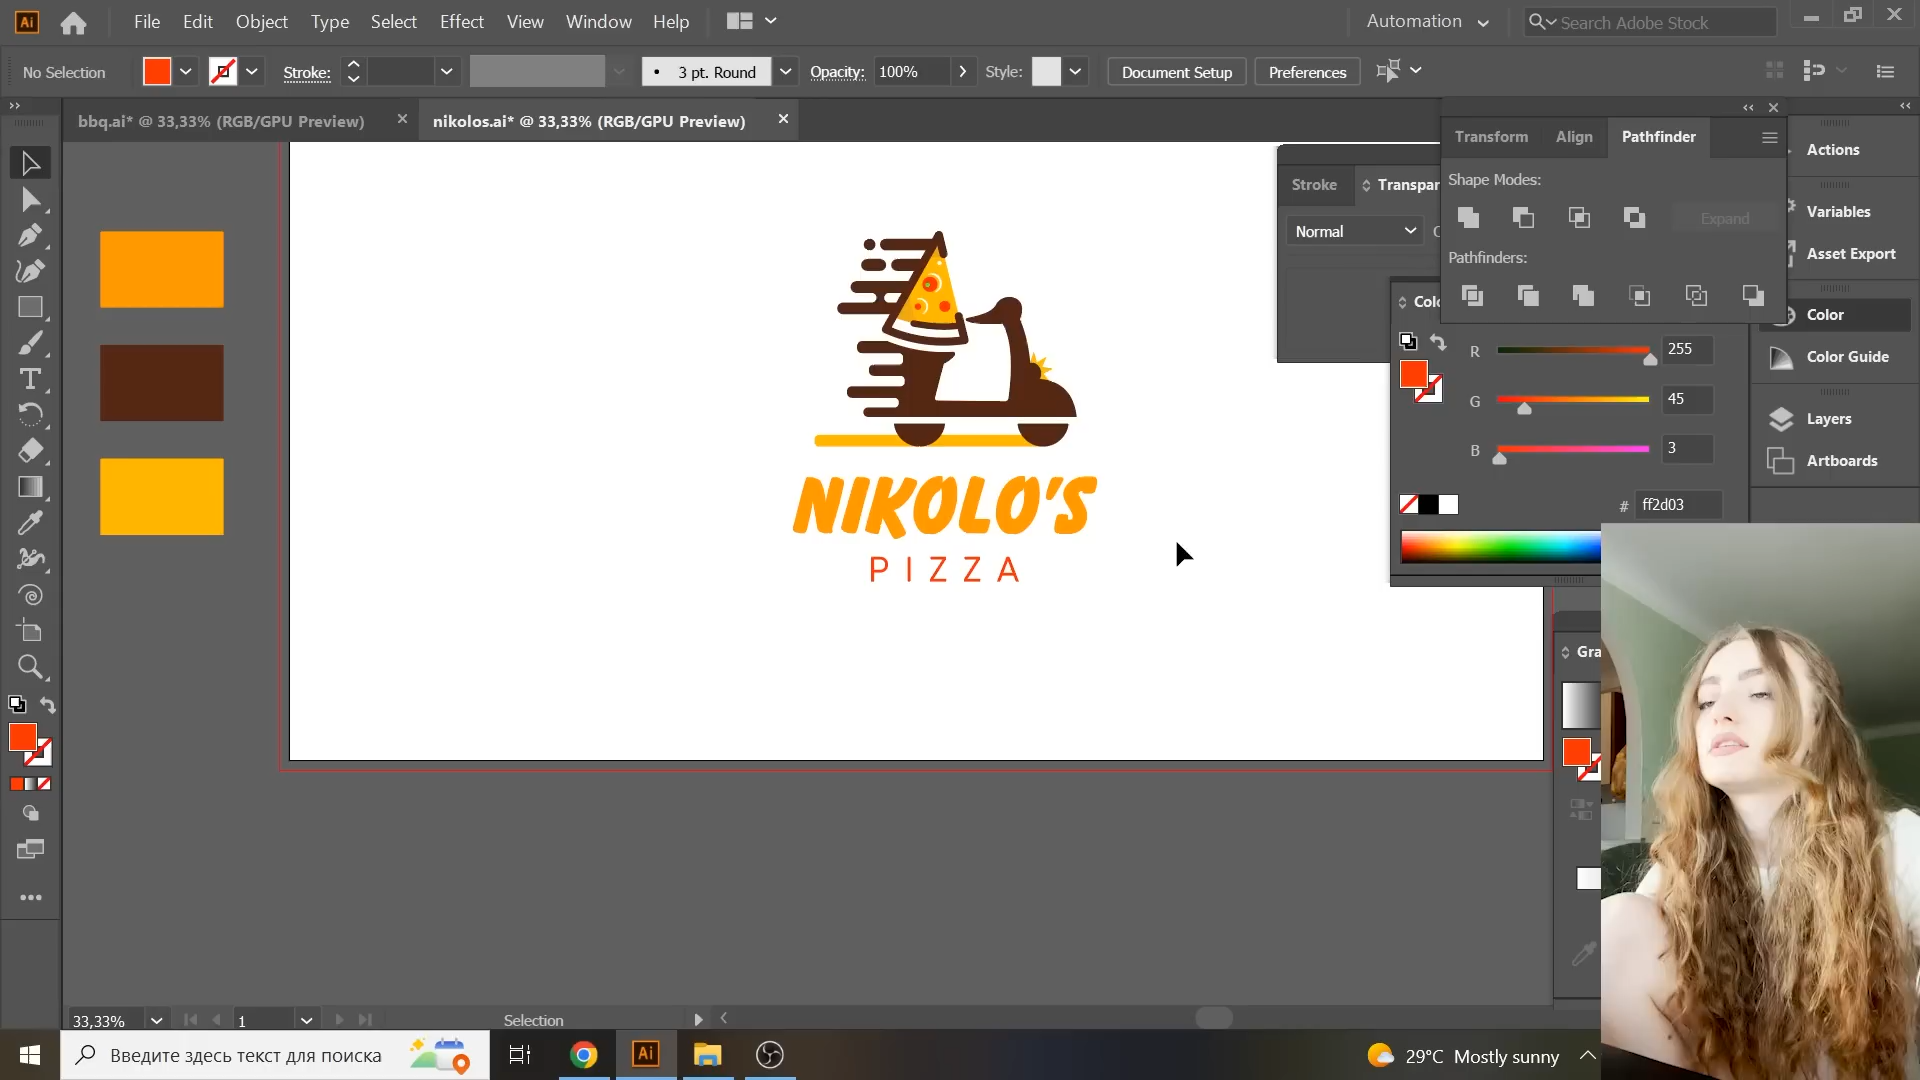 Ai File Edit Object Type Select Effect View Window Help Automation Search Adobe Stock
No Selection Stroke: 3 pt. Round Opacity: 100% Style: Document Setup Preferences
bbq.ai* @ 33,33% (RGB/GPU Preview) nikolos.ai* @ 33,33% (RGB/GPU Preview)
Transform Align Pathfinder
Actions
Shape Modes:
Stroke Transpar
Expand
Variables
Normal
Pathfinders:
Asset Export
Color
R 255
Color Guide
G 45
Layers
B 3
Artboards
# ff2d03
NIKOLO'S
PIZZA
Gra
33,33% 1 Selection
Введите здесь текст для поиска Ai 29°C Mostly sunny